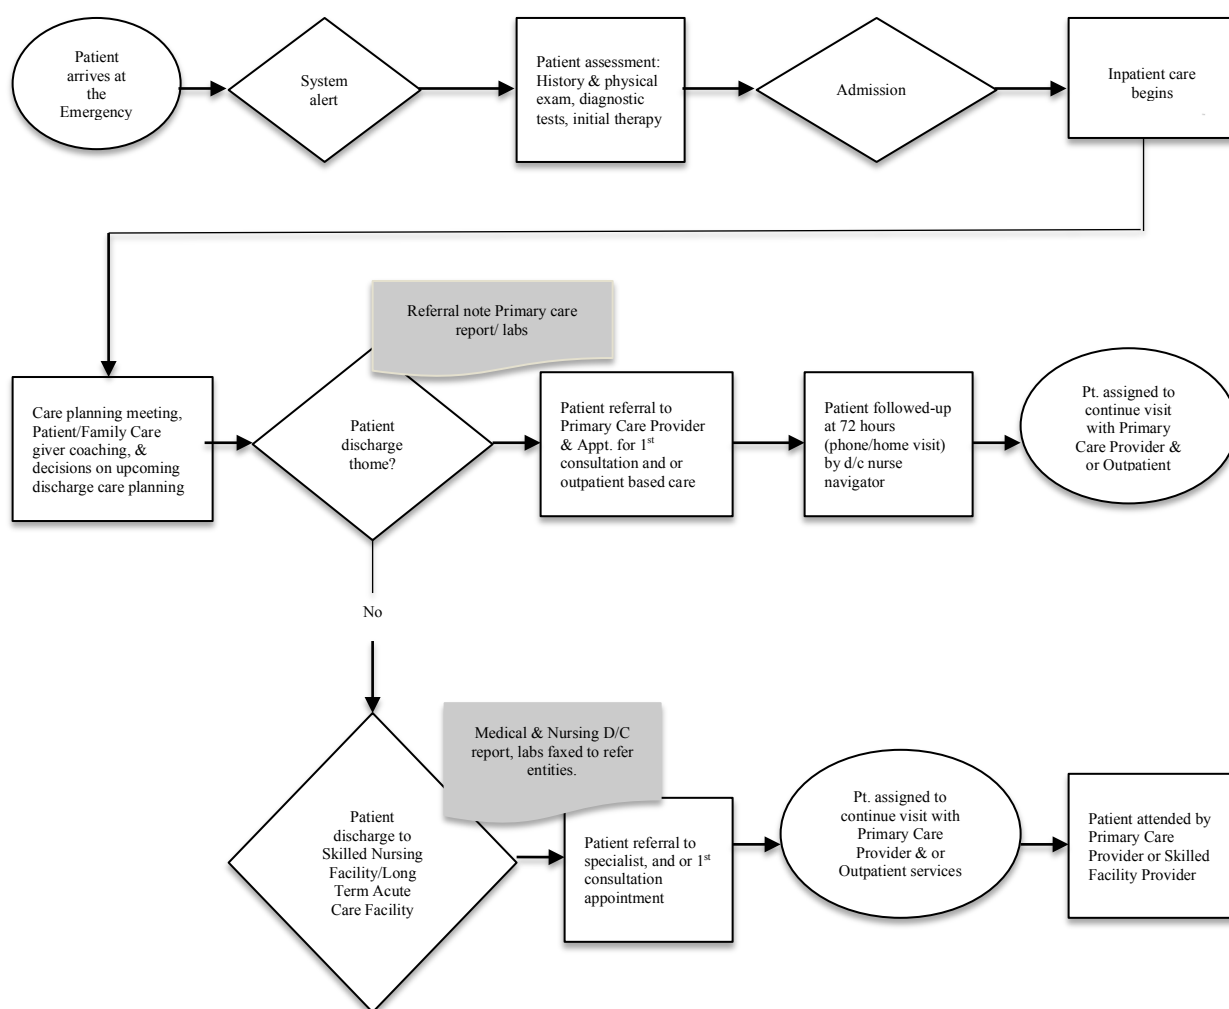 Patient
arrives at
the
Emergency
System
alert
Patient assessment:
History & physical
exam, diagnostic
tests, initial therapy
Admission
Inpatient care
begins
Referral note Primary care
report/ labs
Care planning meeting,
Patient/Family Care
giver coaching, &
decisions on upcoming
discharge care planning
Patient
discharge
thome?
Patient referral to
Primary Care Provider
& Appt. for 1st
consultation and or
outpatient based care
Patient followed-up
at 72 hours
(phone/home visit)
by d/c nurse
navigator
Pt. assigned to
continue visit
with Primary
Care Provider &
or Outpatient
No
Medical & Nursing D/C
report, labs faxed to refer
entities.
Patient
discharge to
Skilled Nursing
Facility/Long
Term Acute
Care Facility
Patient referral to
specialist, and or 1st
consultation
appointment
Pt. assigned to
continue visit with
Primary Care
Provider & or
Outpatient services
Patient attended by
Primary Care
Provider or Skilled
Facility Provider